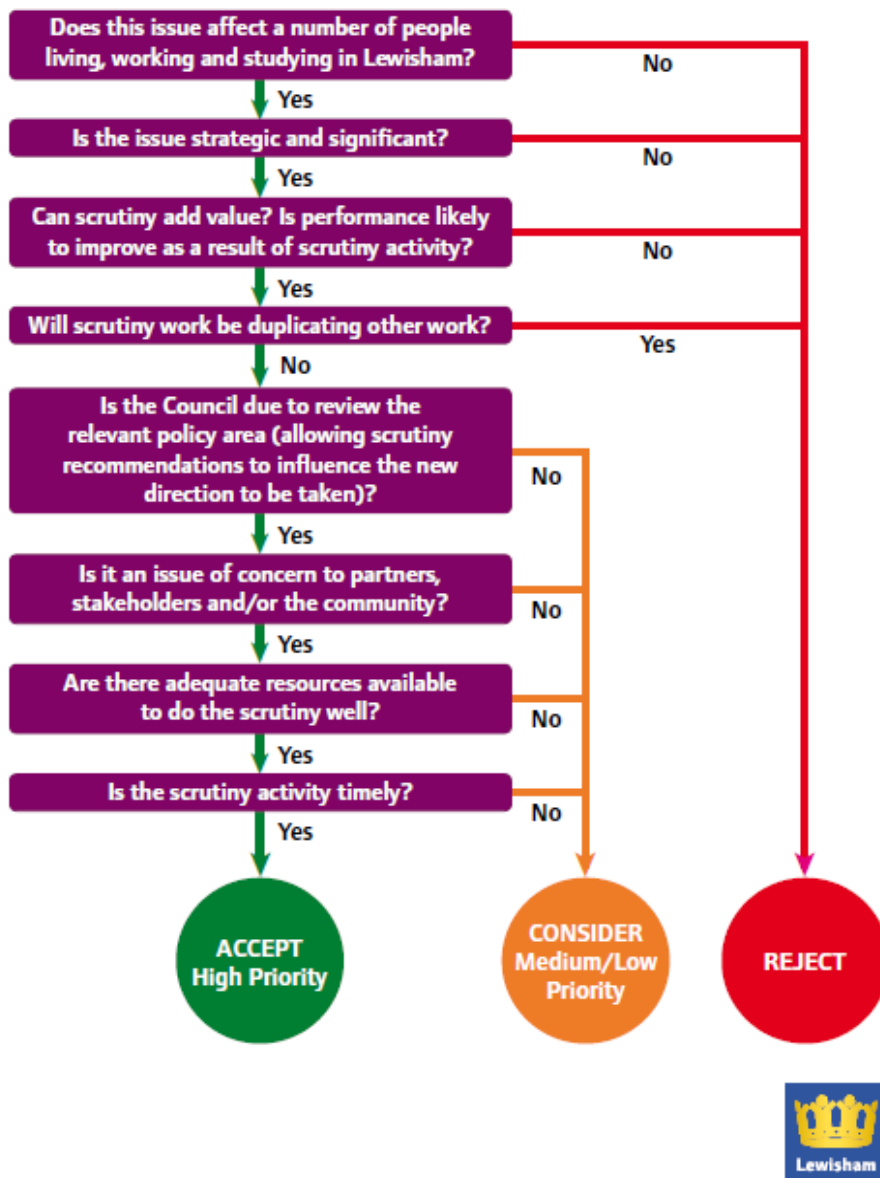 Does this issue affect a number of people
living, working and studying in Lewisham?
No
Yes
Is the issue strategic and significant?
No
Yes
Can scrutiny add value? Is performance likely
to improve as a result of scrutiny activity?
No
Yes
Will scrutiny work be duplicating other work?
Yes
No
Is the Council due to review the
relevant policy area (allowing scrutiny
recommendations to influence the new
direction to be taken)?
No
Yes
Is it an issue of concern to partners,
stakeholders and/or the community?
No
Yes
Are there adequate resources available
to do the scrutiny well?
No
Yes
Is the scrutiny activity timely?
No
Yes
ACCEPT
High Priority
CONSIDER
Medium/Low
Priority
REJECT
Lewisham